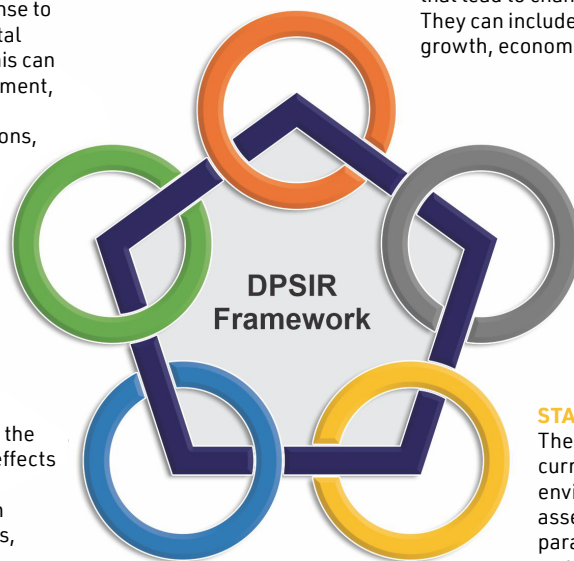 nse to
tal
his can
ment,
ons,
that lead to chan
They can include
growth, econom
DPSIR
Framework
the
effects
n
s,
STA
The
curr
envi
asse
para